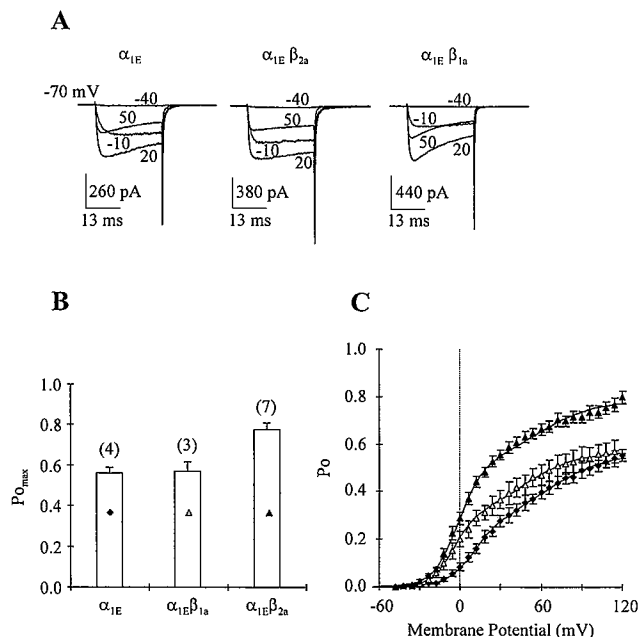 A
α1E
α1E β2a
α1E β1a
-70 mV
-40
50
-10
20
260 pA
13 ms
-40
50
-10
20
380 pA
13 ms
-40
-10
50
20
440 pA
13 ms
B
Pomax
1.0
0.8
0.6
0.4
0.2
0.0
(4)
(3)
(7)
α1E
α1Eβ1a
α1Eβ2a
C
Po
1.0
0.8
0.6
0.4
0.2
0.0
-60
0
60
120
Membrane Potential (mV)